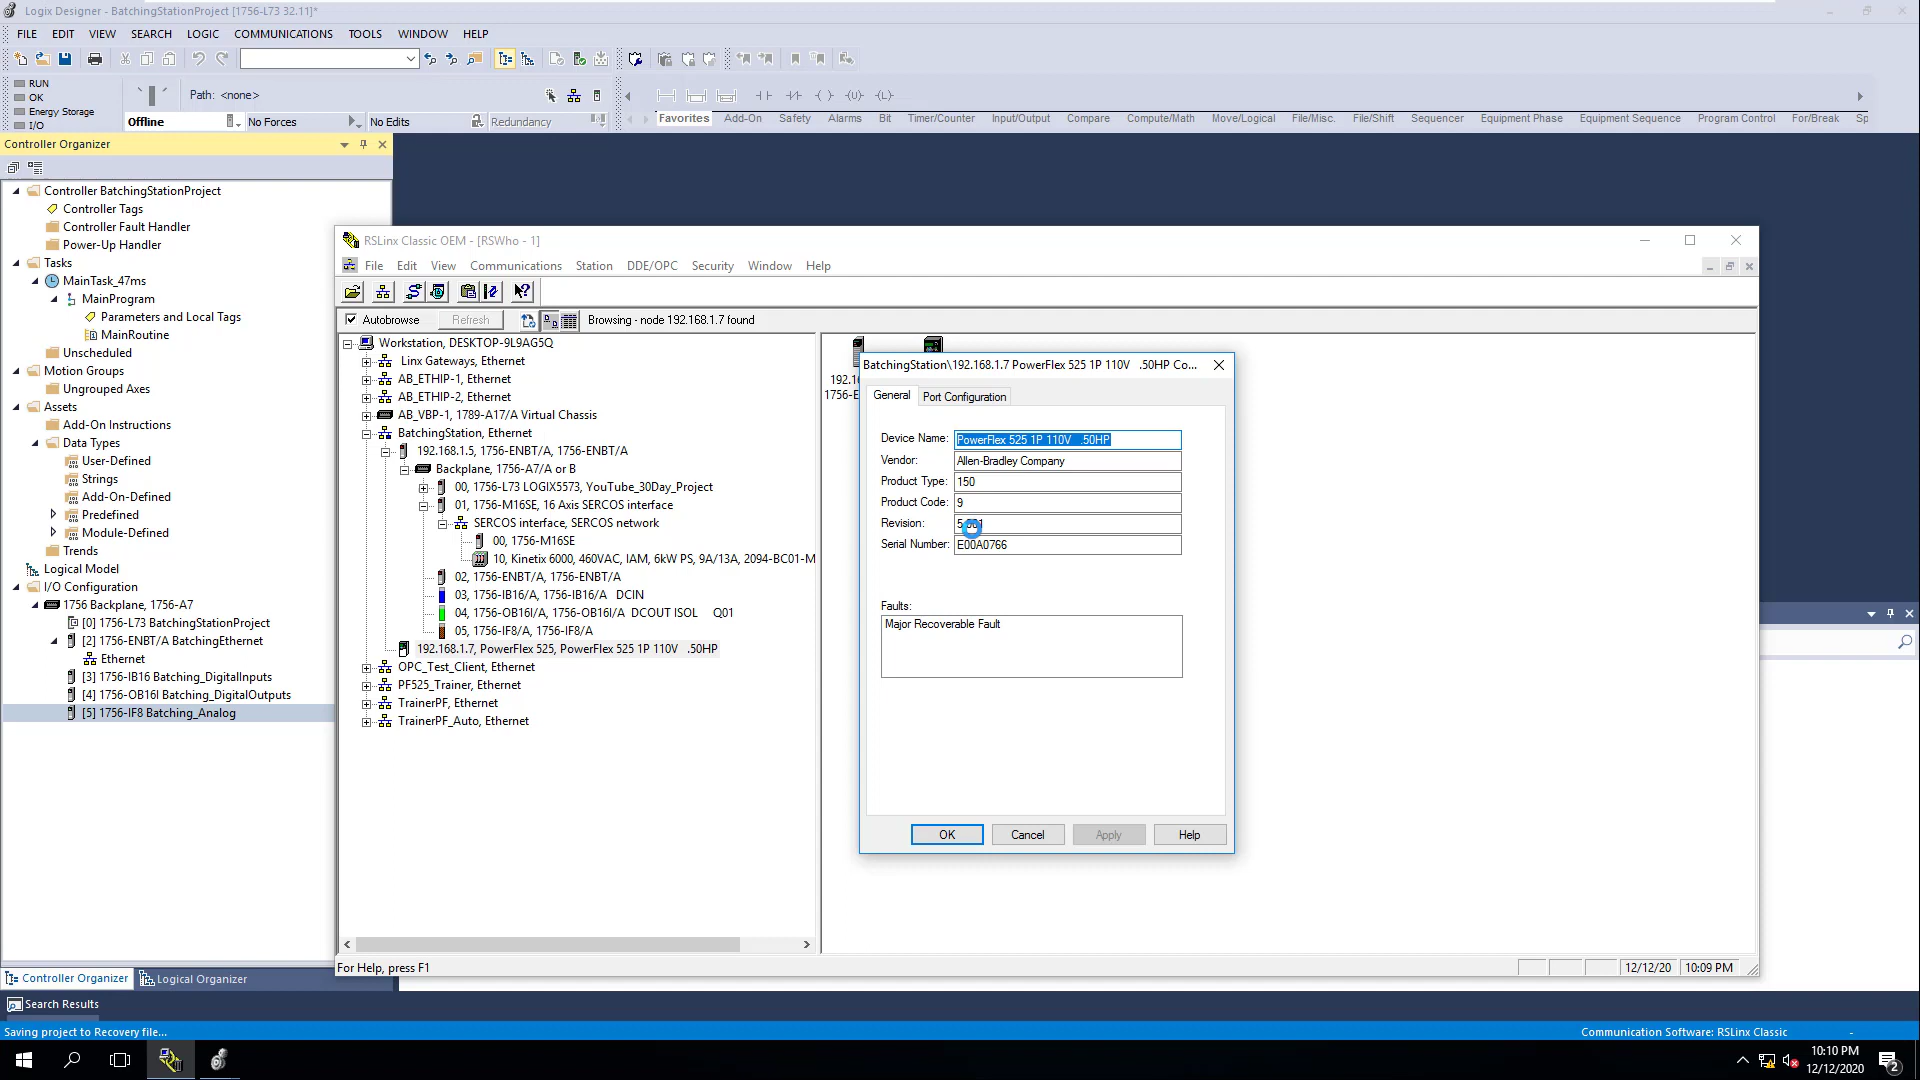 Logix Designer - BatchingStationProject [1756-L73 32.11]*
FILE EDIT VIEW SEARCH LOGIC COMMUNICATIONS TOOLS WINDOW HELP
RUN
OK
Energy Storage
I/O
Path: <none>
Offline
No Forces
No Edits
Redundancy
Favorites Add-On Safety Alarms Bit Timer/Counter Input/Output Compare Compute/Math Move/Logical File/Misc. File/Shift Sequencer Equipment Phase Equipment Sequence Program Control For/Break Sp
Controller Organizer
Controller BatchingStationProject
Controller Tags
Controller Fault Handler
Power-Up Handler
Tasks
MainTask_47ms
MainProgram
Parameters and Local Tags
MainRoutine
Unscheduled
Motion Groups
Ungrouped Axes
Assets
Add-On Instructions
Data Types
User-Defined
Strings
Add-On-Defined
Predefined
Module-Defined
Trends
Logical Model
I/O Configuration
1756 Backplane, 1756-A7
[0] 1756-L73 BatchingStationProject
[2] 1756-ENBT/A BatchingEthernet
Ethernet
[3] 1756-IB16 Batching_DigitalInputs
[4] 1756-OB16I Batching_DigitalOutputs
[5] 1756-IF8 Batching_Analog
Controller Organizer
Logical Organizer
Search Results
RSLinx Classic OEM - [RSWho - 1]
File Edit View Communications Station DDE/OPC Security Window Help
Autobrowse
Refresh
Browsing - node 192.168.1.7 found
Workstation, DESKTOP-9L9AG5Q
Linx Gateways, Ethernet
AB_ETHIP-1, Ethernet
AB_ETHIP-2, Ethernet
AB_VBP-1, 1789-A17/A Virtual Chassis
BatchingStation, Ethernet
192.168.1.5, 1756-ENBT/A, 1756-ENBT/A
Backplane, 1756-A7/A or B
00, 1756-L73 LOGIX5573, YouTube_30Day_Project
01, 1756-M16SE, 16 Axis SERCOS interface
SERCOS interface, SERCOS network
00, 1756-M16SE
10, Kinetix 6000, 460VAC, IAM, 6kW PS, 9A/13A, 2094-BC01-M
02, 1756-ENBT/A, 1756-ENBT/A
03, 1756-IB16/A, 1756-IB16/A DCIN
04, 1756-OB16I/A, 1756-OB16I/A DCOUT ISOL Q01
05, 1756-IF8/A, 1756-IF8/A
192.168.1.7, PowerFlex 525, PowerFlex 525 1P 110V .50HP
OPC_Test_Client, Ethernet
PF525_Trainer, Ethernet
TrainerPF, Ethernet
TrainerPF_Auto, Ethernet
192.1
1756-E
For Help, press F1
12/12/20
10:09 PM
BatchingStation\192.168.1.7 PowerFlex 525 1P 110V .50HP Co...
General
Port Configuration
Device Name: PowerFlex 525 1P 110V .50HP
Vendor: Allen-Bradley Company
Product Type: 150
Product Code: 9
Revision:
Serial Number: E00A0766
Faults:
Major Recoverable Fault
OK
Cancel
Apply
Help
Saving project to Recovery file...
Communication Software: RSLinx Classic
10:10 PM
12/12/2020
2